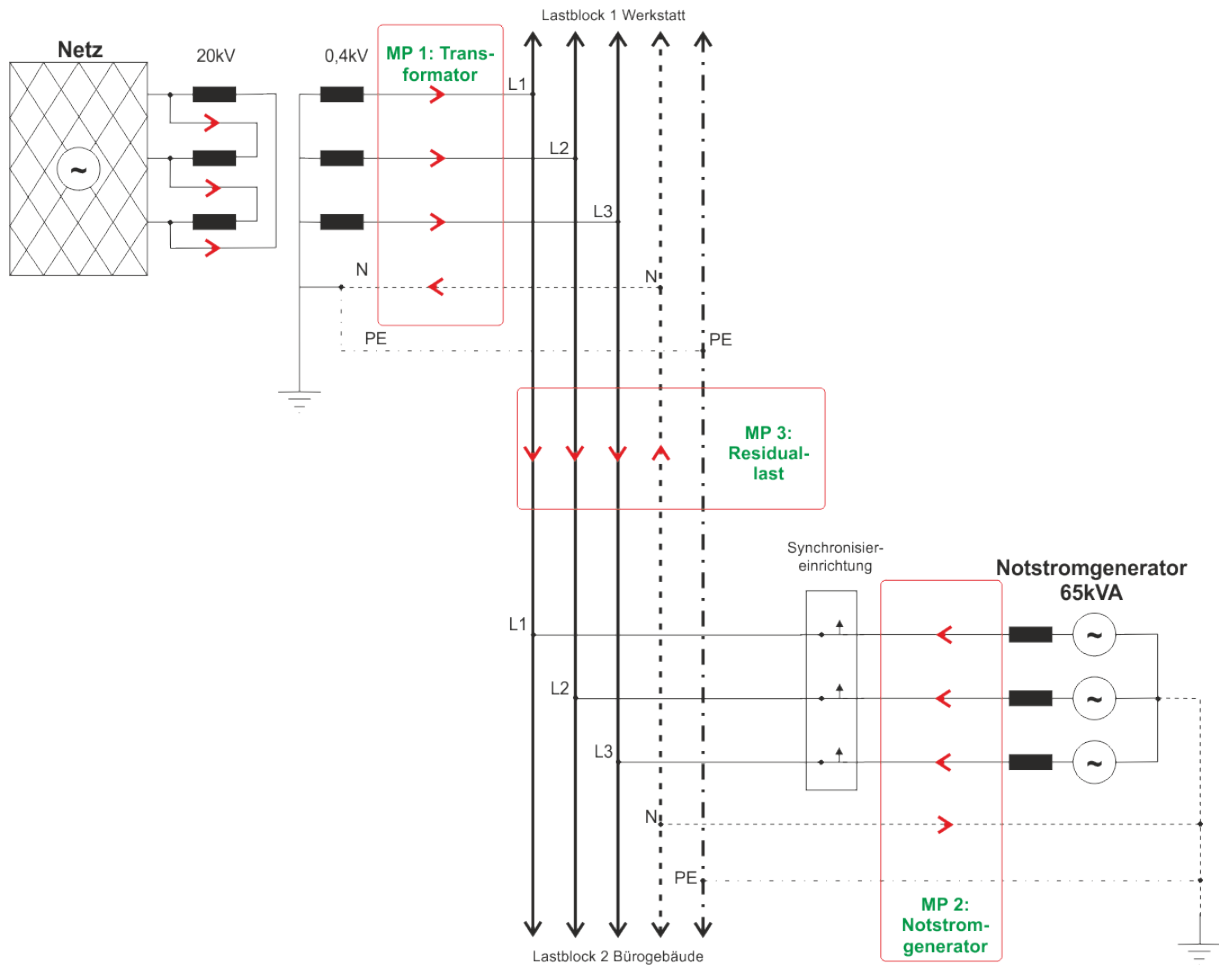 Lastblock 1 Werkstatt
Netz
20kV
0,4kV
MP 1: Trans-
formator
L1
L2
L3
N
N
PE
PE
~
MP 3:
Residual-
last
Synchronisier-
einrichtung
Notstromgenerator
65kVA
L1
~
L2
~
L3
~
N
PE
MP 2:
Notstrom-
generator
Lastblock 2 Bürogebäude